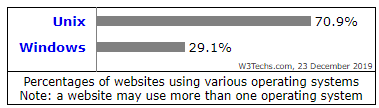 Unix 70.9%
Windows 29.1%
W3Techs.com, 23 December 2019
Percentages of websites using various operating systems
Note: a website may use more than one operating system